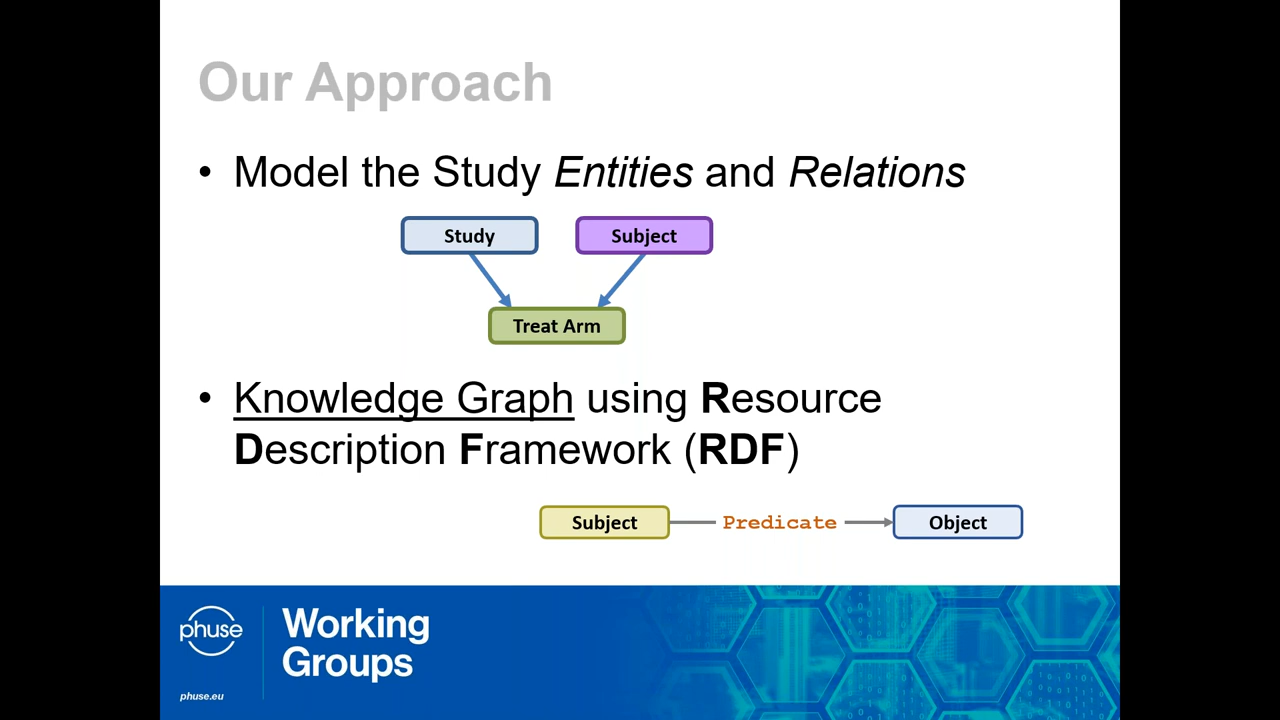 Our Approach
• Model the Study Entities and Relations
Study
Subject
Treat Arm
• Knowledge Graph using Resource
Description Framework (RDF)
Subject
Predicate
Object
phuse
Working
Groups
phuse.eu